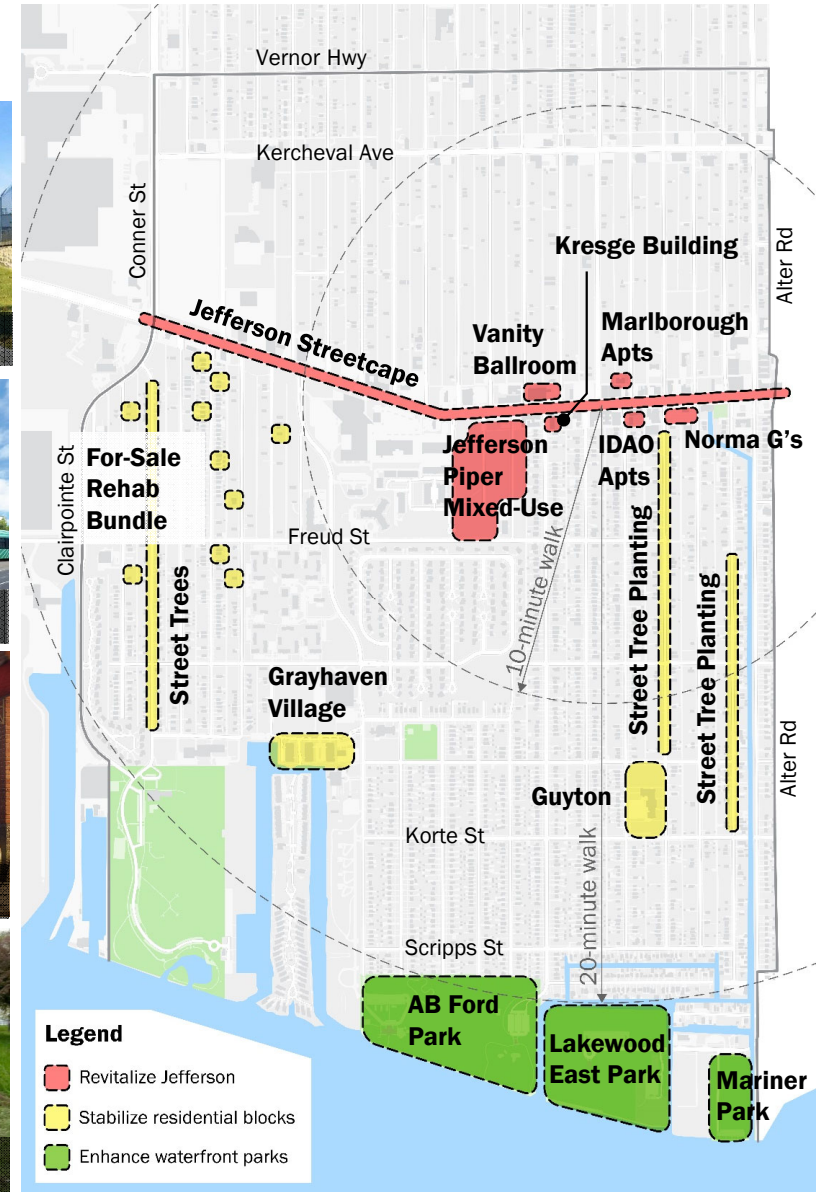 Vernor Hwy
Kercheval Ave
Conner St
Alter Rd
Kresge Building
Jefferson Streetcape
Vanity
Ballroom
Marlborough
Apts
Clairpointe St
For-Sale
Rehab
Bundle
Jefferson
Piper
Mixed-Use
IDAO
Apts
Norma G's
Freud St
Street Trees
10-minute walk
Street Tree Planting
Street Tree Planting
Grayhaven
Village
Guyton
Alter Rd
Korte St
20-minute walk
Scripps St
AB Ford
Park
Lakewood
East Park
Mariner
Park
Legend
Revitalize Jefferson
Stabilize residential blocks
Enhance waterfront parks